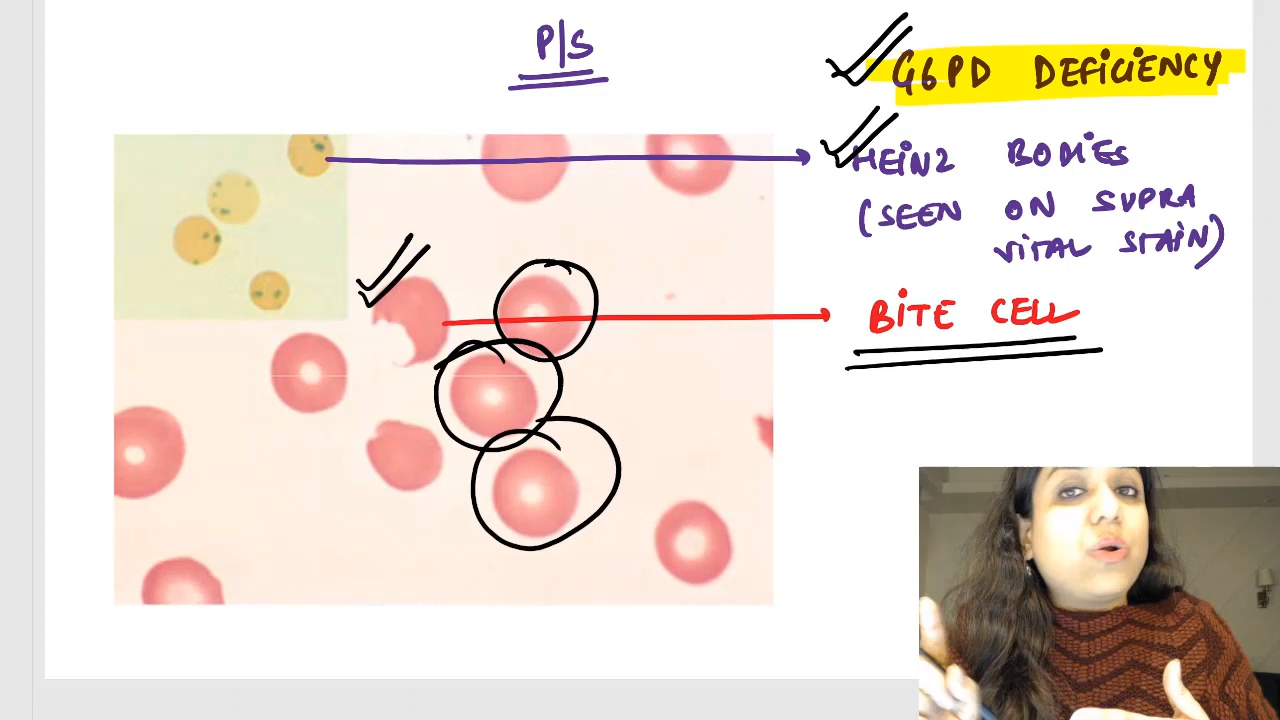 P/S
G6PD DEFICIENCY
HEINZ BODIES
(SEEN ON SUPRA
VITAL STAIN)
BITE CELL